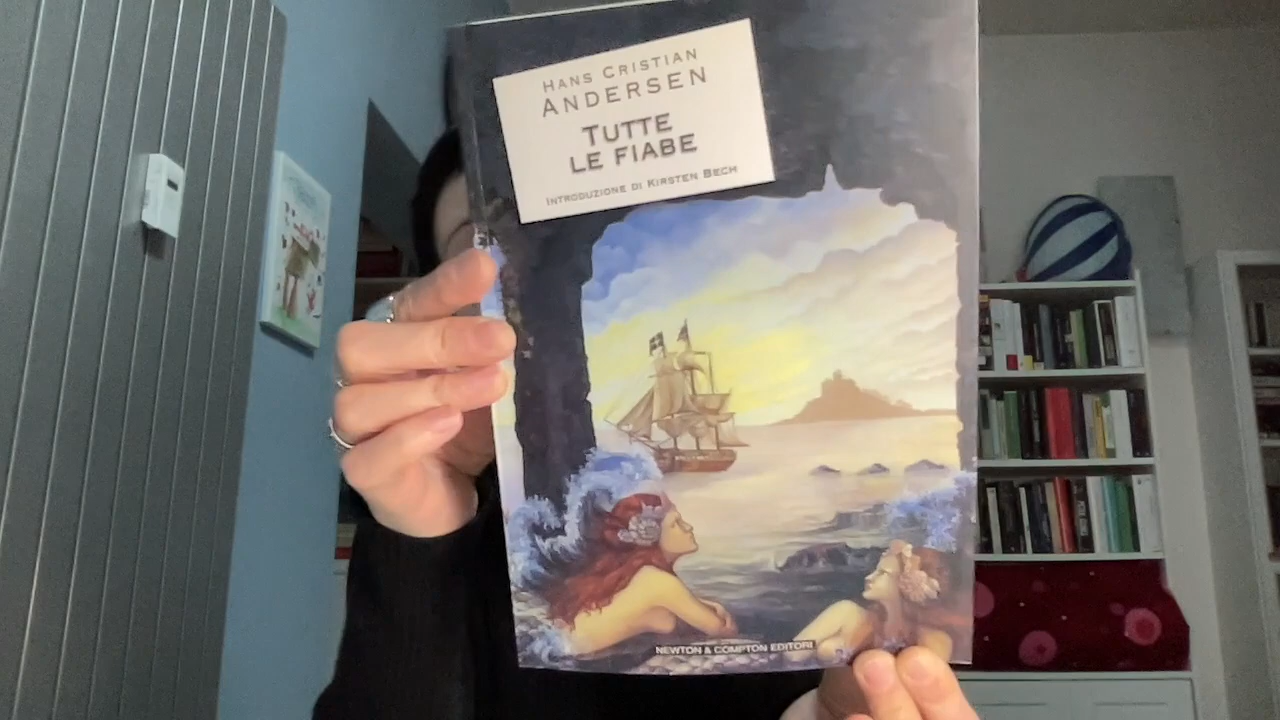 HANS CRISTIAN
ANDERSEN
TUTTE
LE FIABE
INTRODUZIONE DI KIRSTEN BECH
NEWTON & COMPTON EDITORI